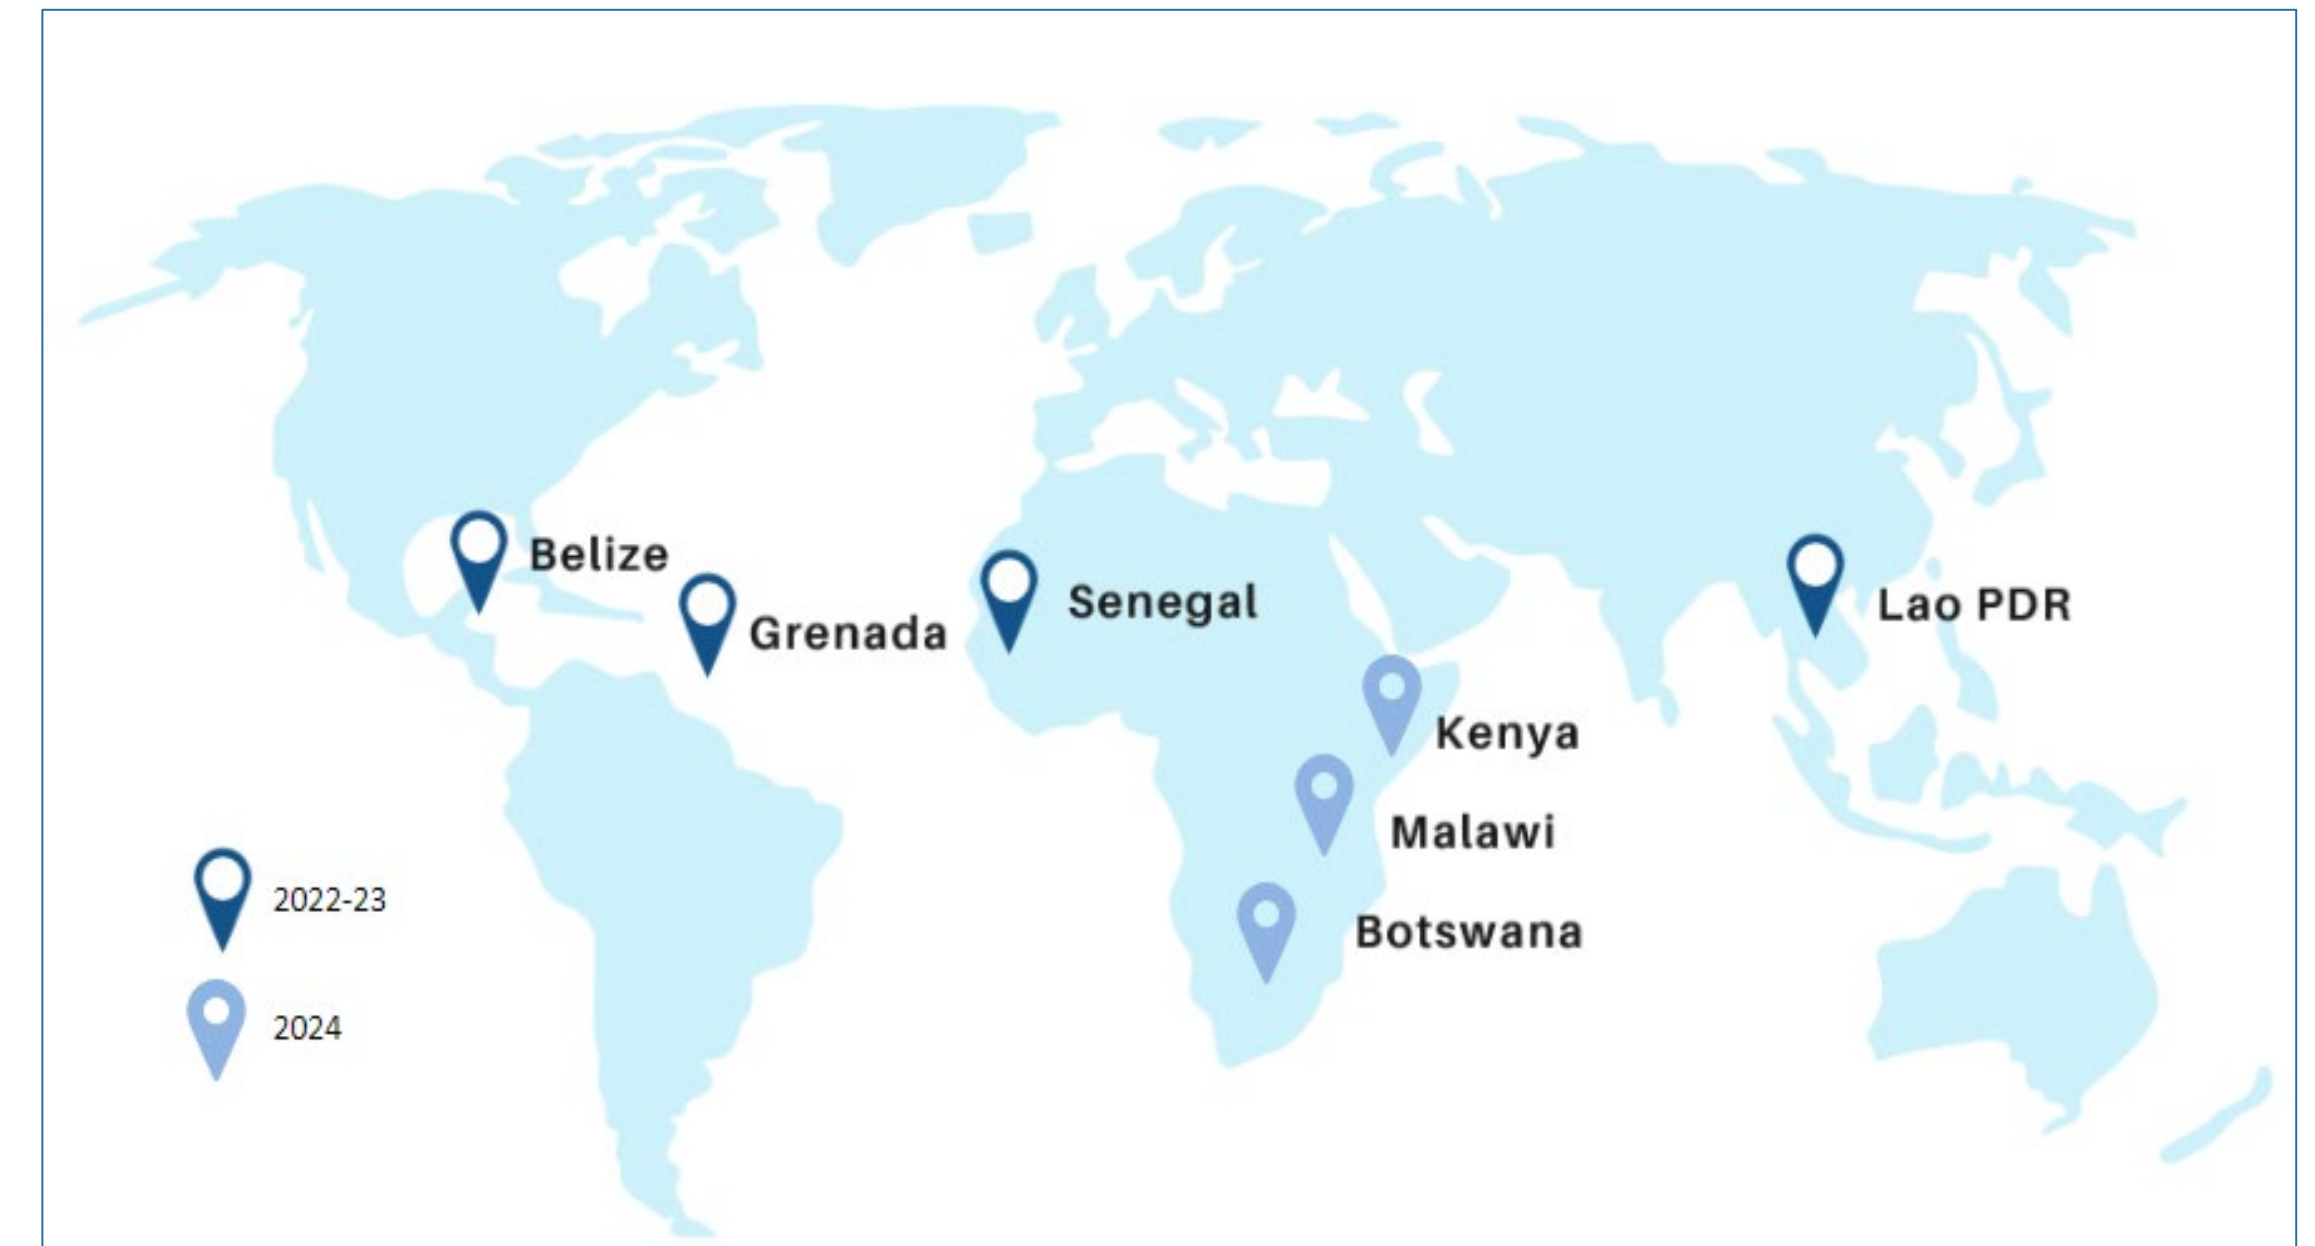 Belize
Grenada
Senegal
Lao PDR
Kenya
Malawi
Botswana
2022-23
2024